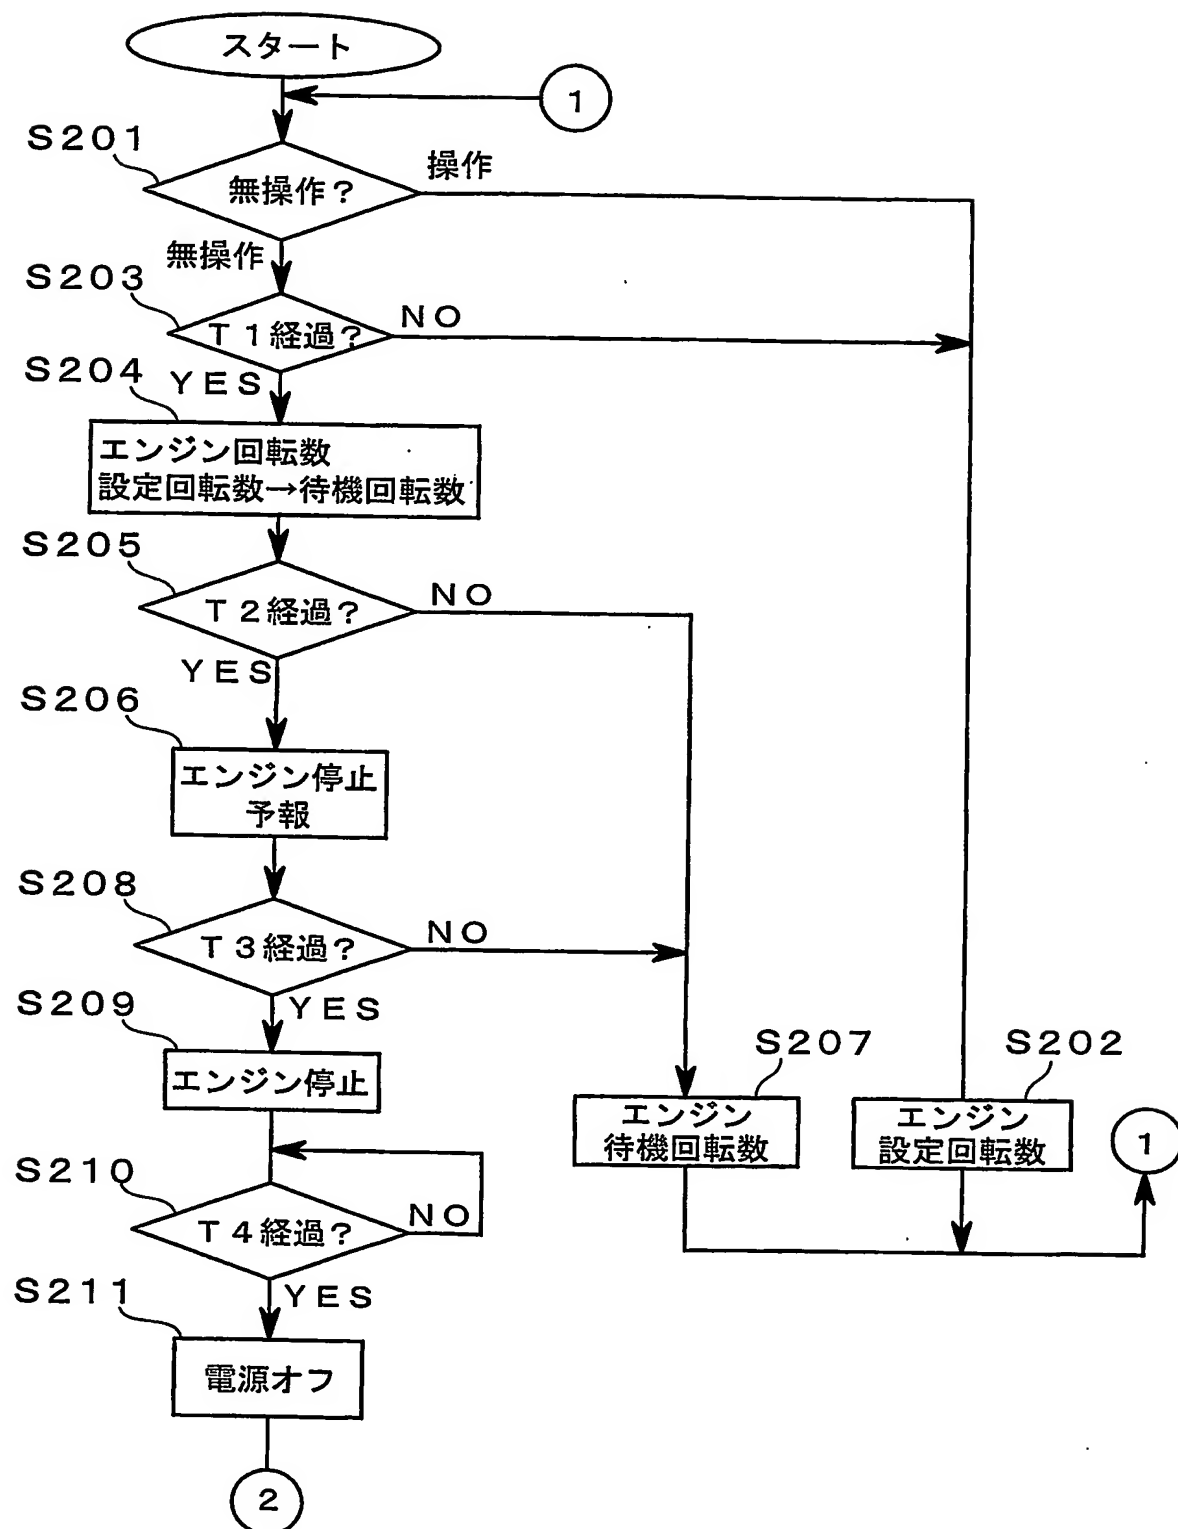 スタート
1
S201
無操作?
操作
無操作
S203
T1経過?
NO
S204
YES
エンジン回転数
設定回転数→待機回転数
S205
T2経過?
NO
YES
S206
エンジン停止
予報
S208
T3経過?
NO
S209
YES
エンジン停止
S207
エンジン
待機回転数
S202
エンジン
設定回転数
1
S210
T4経過?
NO
S211
YES
電源オフ
2